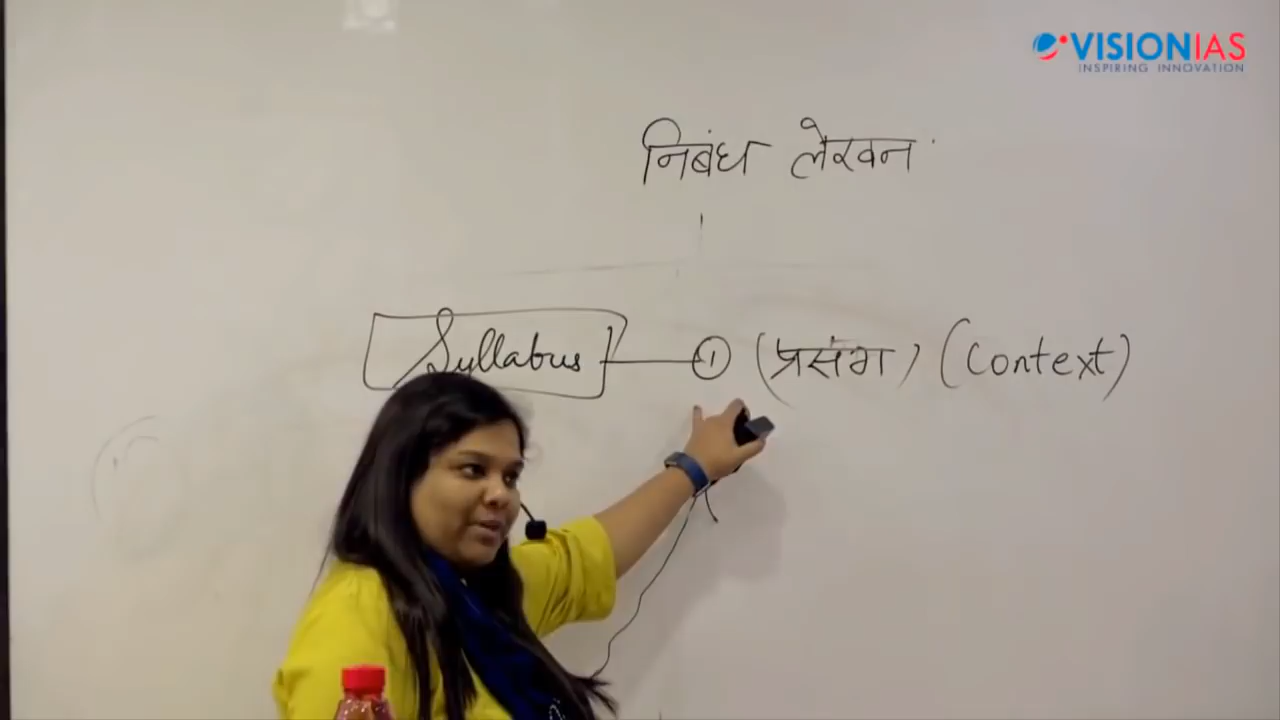 VISIONIAS
INSPIRING INNOVATION
निबंध लेखन
Syllabus ① (प्रसंग) (Context)